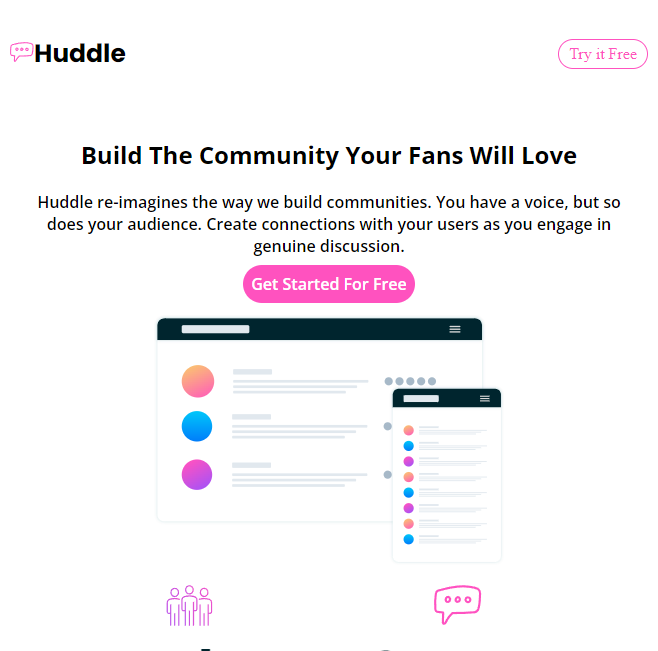 Huddle
Try it Free
Build The Community Your Fans Will Love
Huddle re-imagines the way we build communities. You have a voice, but so
does your audience. Create connections with your users as you engage in
genuine discussion.
Get Started For Free